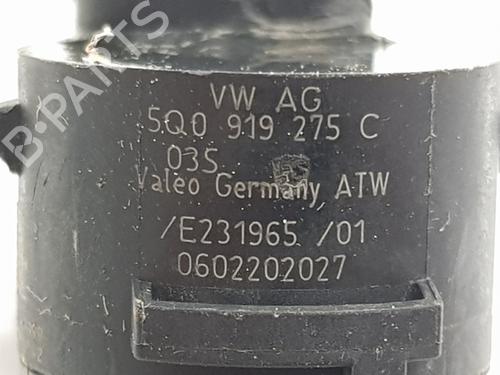 B-PARTS
VW AG
5Q0 919 275 C
03S
Valeo Germany, ATW
/E231965 /01
0602202027